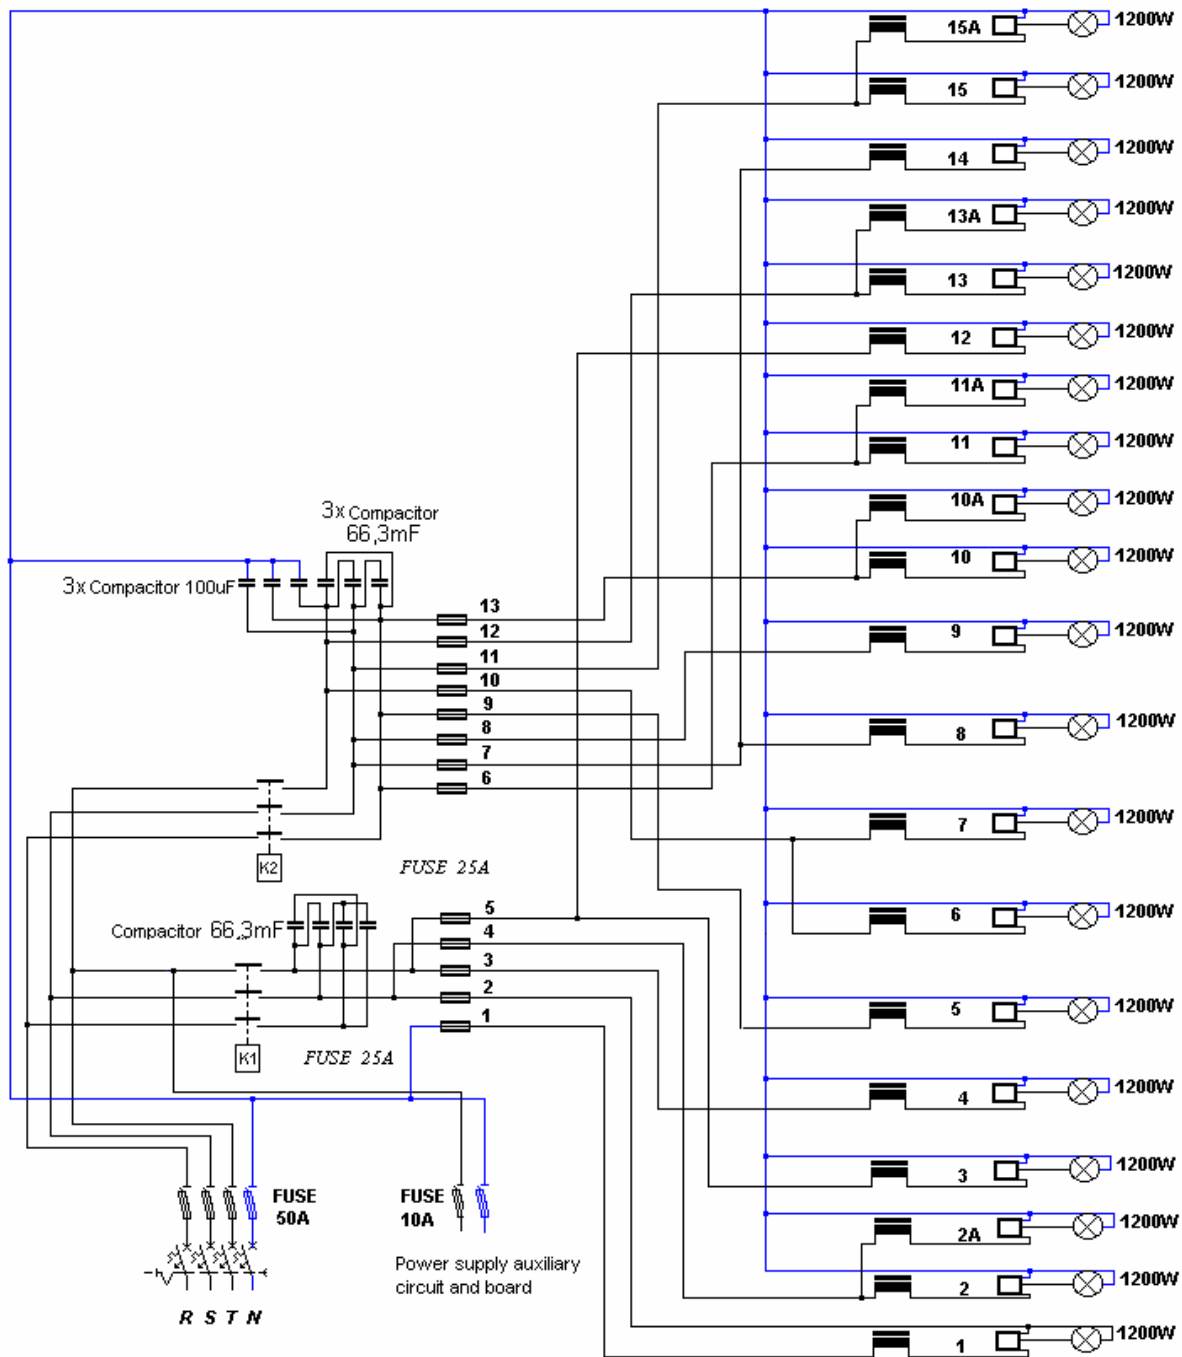 15A 1200W
15 1200W
14 1200W
13A 1200W
13 1200W
12 1200W
11A 1200W
11 1200W
10A 1200W
10 1200W
9 1200W
8 1200W
7 1200W
6 1200W
5 1200W
4 1200W
3 1200W
2A 1200W
2 1200W
1 1200W
3x Compacitor
66,3mF
3x Compacitor 100uF
13
12
11
10
9
8
7
6
K2
FUSE 25A
Compacitor 66,3mF
5
4
3
2
1
K1
FUSE 25A
FUSE
50A
FUSE
10A
Power supply auxiliary
circuit and board
R S T N